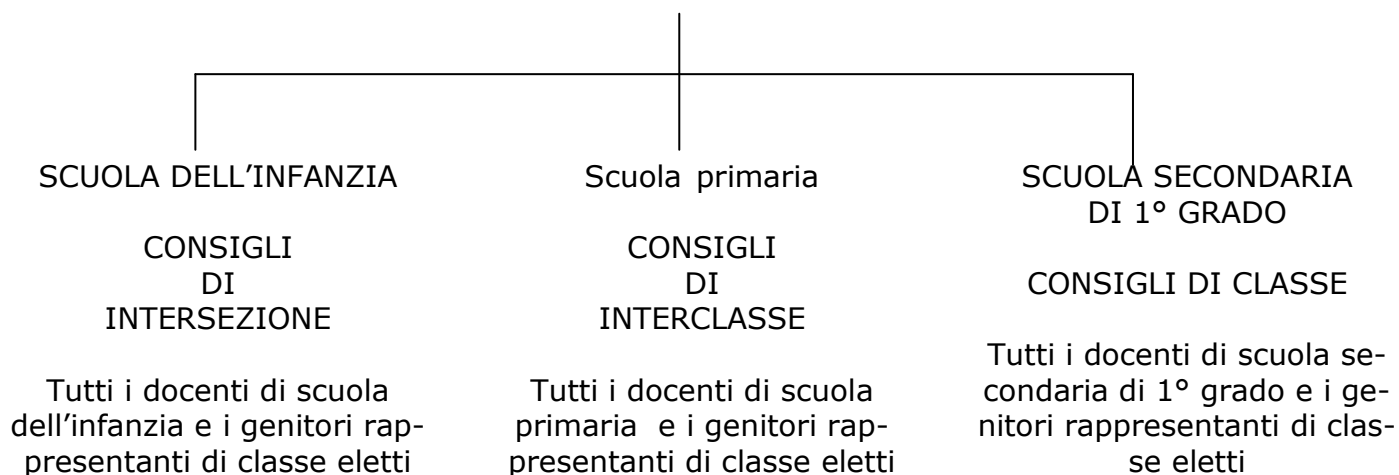 SCUOLA DELL’INFANZIA
CONSIGLI
DI
INTERSEZIONE
Tutti i docenti di scuola
dell’infanzia e i genitori rap-
presentanti di classe eletti
Scuola primaria
CONSIGLI
DI
INTERCLASSE
Tutti i docenti di scuola
primaria e i genitori rap-
presentanti di classe eletti
SCUOLA SECONDARIA
DI 1° GRADO
CONSIGLI DI CLASSE
Tutti i docenti di scuola se-
condaria di 1° grado e i ge-
nitori rappresentanti di clas-
se eletti